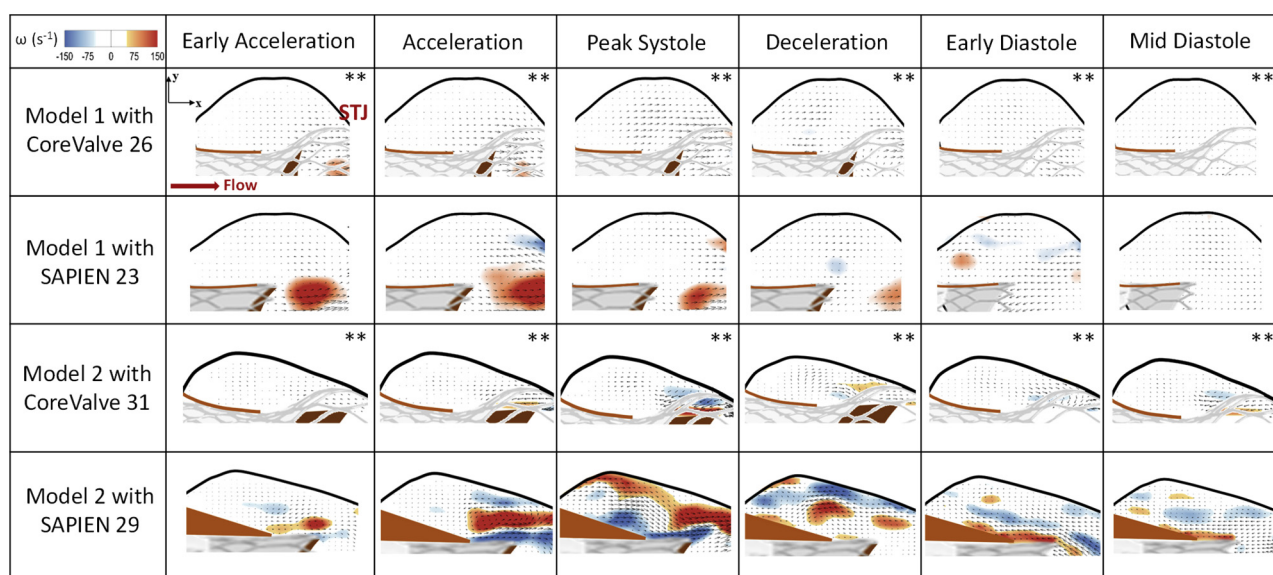 ω (s⁻¹)
-150 -75 0 75 150
Early Acceleration
Acceleration
Peak Systole
Deceleration
Early Diastole
Mid Diastole
Model 1 with
CoreValve 26
y
x
**
STJ
Flow
**
**
**
**
**
Model 1 with
SAPIEN 23
Model 2 with
CoreValve 31
**
**
**
**
**
**
Model 2 with
SAPIEN 29